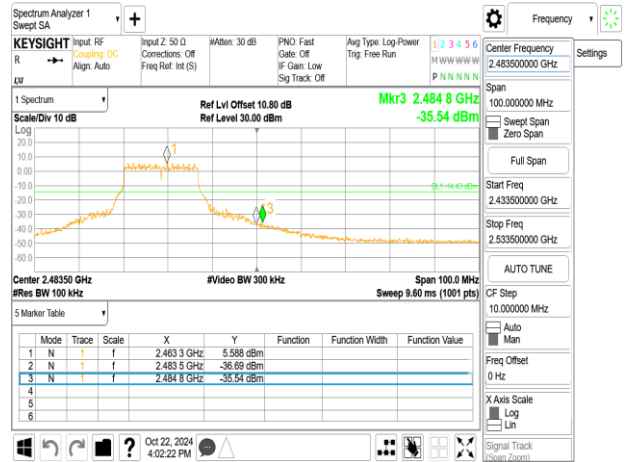 Spectrum Analyzer 1
Swept SA
Frequency
KEYSIGHT
R
Input: RF
Coupling: DC
Align: Auto
Input Z: 50 Ω
Corrections: Off
Freq Ref: Int (S)
#Atten: 30 dB
PNO: Fast
Gate: Off
IF Gain: Low
Sig Track: Off
Avg Type: Log-Power
Trig: Free Run
1 2 3 4 5 6
M W W W W W
P N N N N N
LXI
Center Frequency
2.483500000 GHz
Settings
Span
100.000000 MHz
Swept Span
Zero Span
Full Span
Start Freq
2.433500000 GHz
Stop Freq
2.533500000 GHz
AUTO TUNE
CF Step
10.000000 MHz
Auto
Man
Freq Offset
0 Hz
X Axis Scale
Log
Lin
Signal Track
(Span Zoom)
1 Spectrum
Scale/Div 10 dB
Ref Lvl Offset 10.80 dB
Ref Level 30.00 dBm
Mkr3 2.484 8 GHz
-35.54 dBm
Log
20.0
10.0
0.00
-10.0
-20.0
-30.0
-40.0
-50.0
-60.0
1
3
DL1 -14.43 dBm
Center 2.48350 GHz
#Res BW 100 kHz
#Video BW 300 kHz
Span 100.0 MHz
Sweep 9.60 ms (1001 pts)
5 Marker Table
Mode Trace Scale X Y Function Function Width Function Value
1 N 1 f 2.463 3 GHz 5.588 dBm
2 N 1 f 2.483 5 GHz -36.69 dBm
3 N 1 f 2.484 8 GHz -35.54 dBm
4
5
6
?
Oct 22, 2024
4:02:22 PM